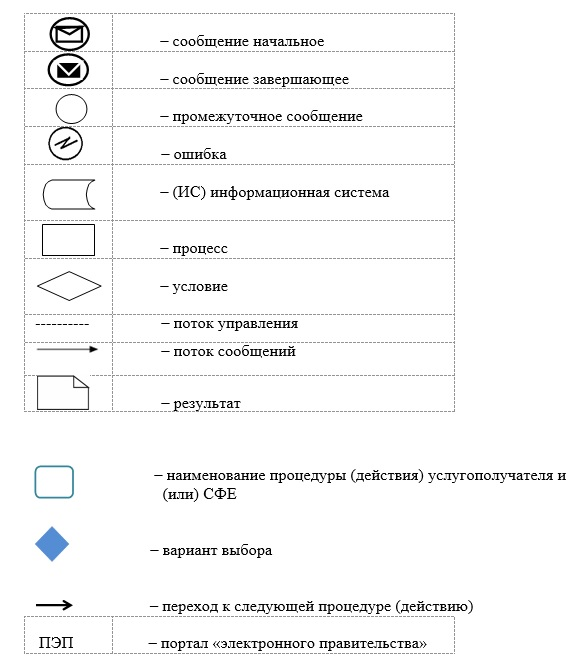 – сообщение начальное
– сообщение завершающее
– промежуточное сообщение
– ошибка
– (ИС) информационная система
– процесс
– условие
– поток управления
– поток сообщений
– результат
– наименование процедуры (действия) услугополучателя и
(или) СФЕ
– вариант выбора
– переход к следующей процедуре (действию)
ПЭП – портал «электронного правительства»